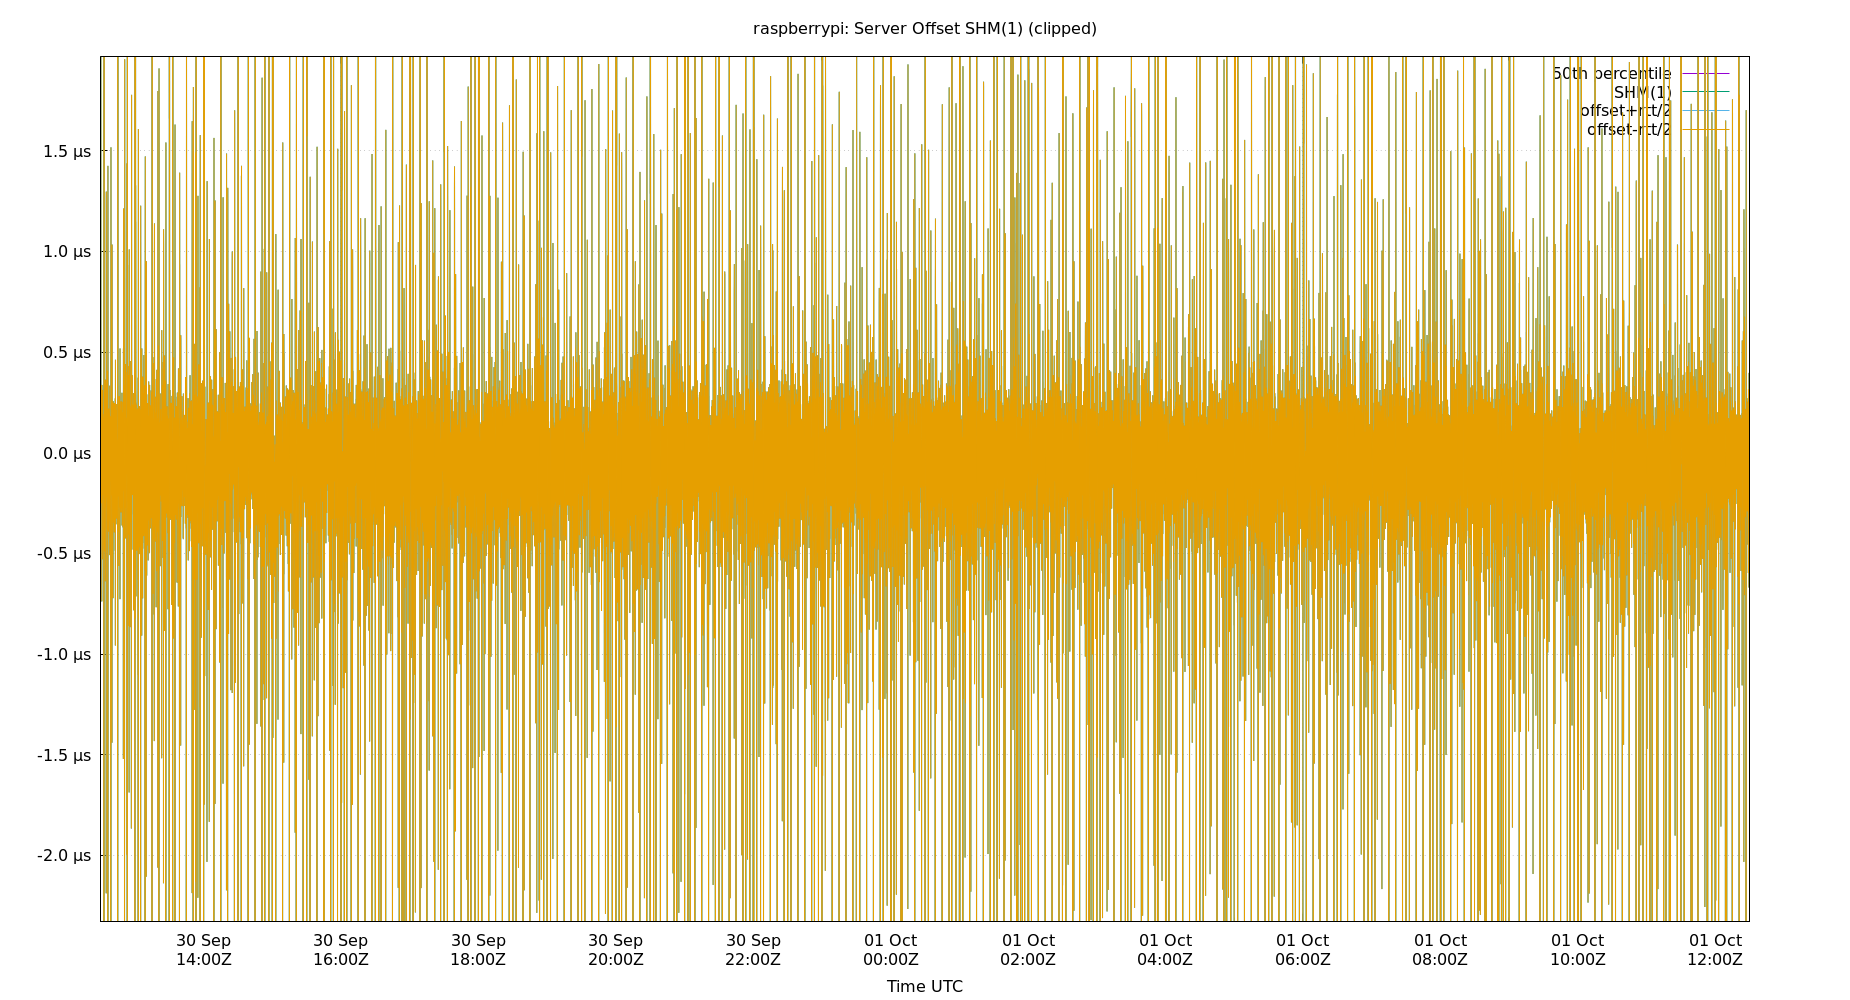 raspberrypi: Server Offset SHM(1) (clipped)
50th percentile
SHM(1)
offset+rtt/2
offset-rtt/2
1.5 µs
1.0 µs
0.5 µs
0.0 µs
-0.5 µs
-1.0 µs
-1.5 µs
-2.0 µs
30 Sep 30 Sep 30 Sep 30 Sep 30 Sep 01 Oct 01 Oct 01 Oct 01 Oct 01 Oct 01 Oct 01 Oct
14:00Z 16:00Z 18:00Z 20:00Z 22:00Z 00:00Z 02:00Z 04:00Z 06:00Z 08:00Z 10:00Z 12:00Z
Time UTC